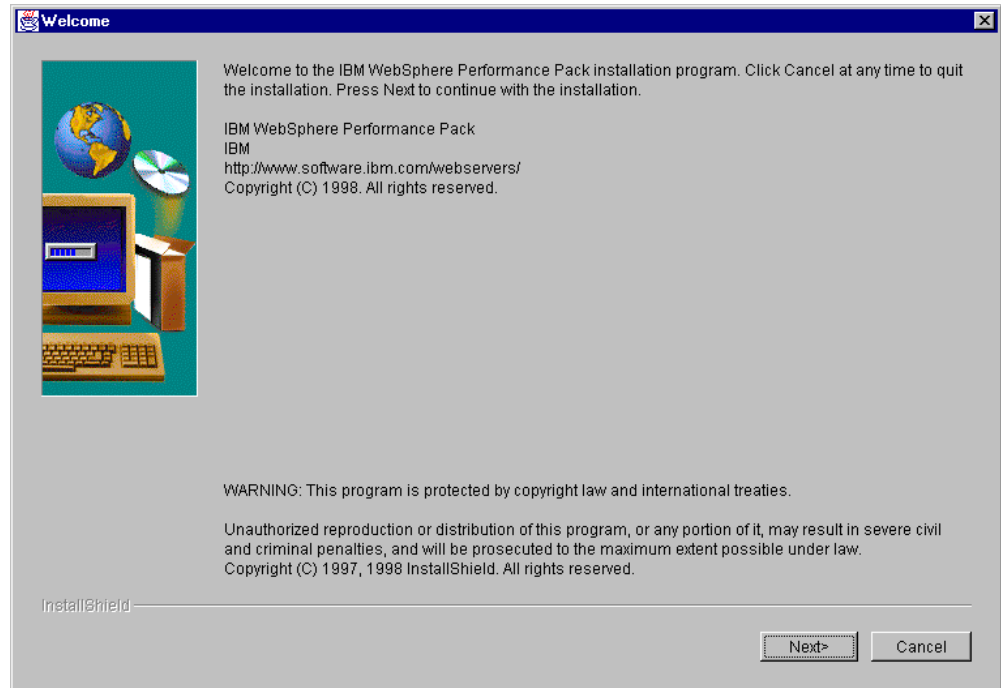 Welcome
Welcome to the IBM WebSphere Performance Pack installation program. Click Cancel at any time to quit
the installation. Press Next to continue with the installation.
IBM WebSphere Performance Pack
IBM
http://www.software.ibm.com/webservers/
Copyright (C) 1998. All rights reserved.
WARNING: This program is protected by copyright law and international treaties.
Unauthorized reproduction or distribution of this program, or any portion of it, may result in severe civil
and criminal penalties, and will be prosecuted to the maximum extent possible under law.
Copyright (C) 1997, 1998 InstallShield. All rights reserved.
InstallShield
Next>
Cancel